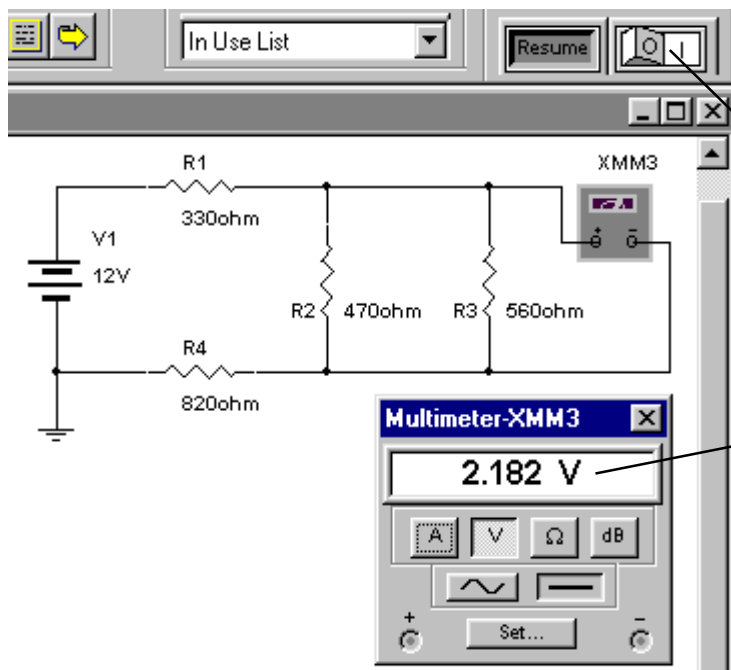 In Use List
Resume
R1
XMM3
330ohm
V1
12V
R2 470ohm R3 560ohm
R4
820ohm
Multimeter-XMM3
2.182 V
A V Ω dB
+ Set... -